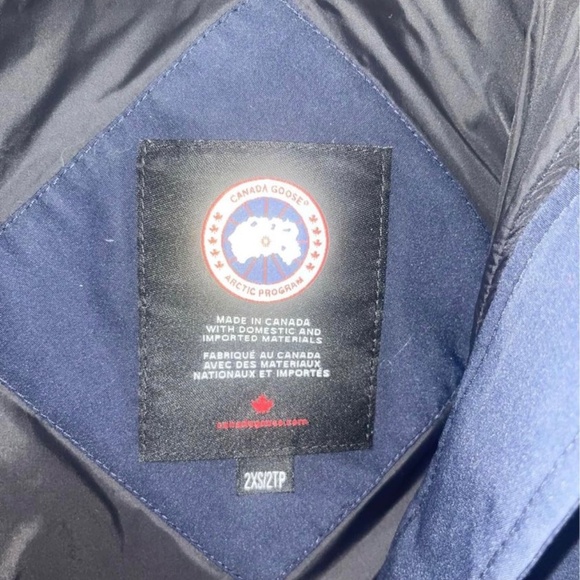 CANADA GOOSE®
ARCTIC PROGRAM
MADE IN CANADA
WITH DOMESTIC AND
IMPORTED MATERIALS
FABRIQUÉ AU CANADA
AVEC DES MATÉRIAUX
NATIONAUX ET IMPORTÉS
2XS/2TP